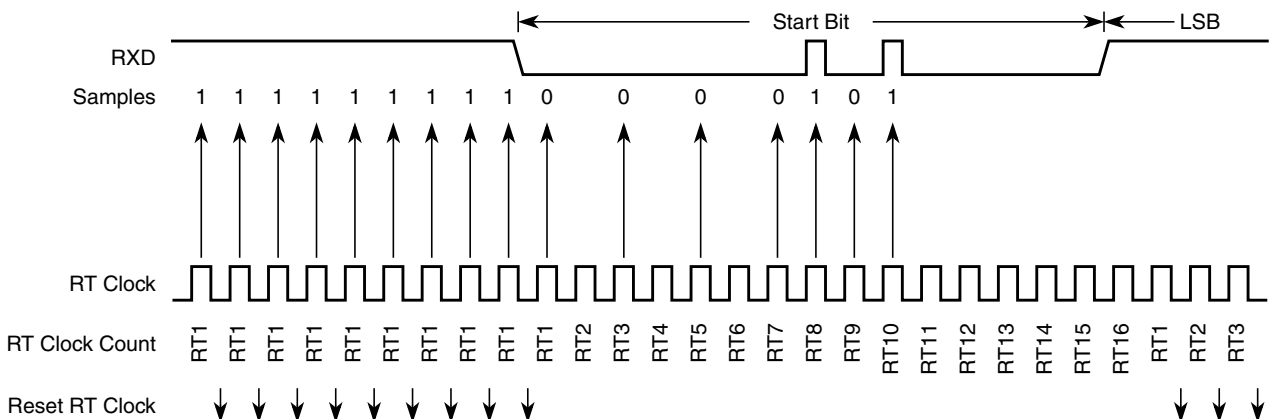 Start Bit LSB
RXD
Samples 1 1 1 1 1 1 1 1 1 0 0 0 0 1 0 1
RT Clock
RT Clock Count RT1 RT1 RT1 RT1 RT1 RT1 RT1 RT1 RT1 RT1 RT2 RT3 RT4 RT5 RT6 RT7 RT8 RT9 RT10 RT11 RT12 RT13 RT14 RT15 RT16 RT1 RT2 RT3
Reset RT Clock